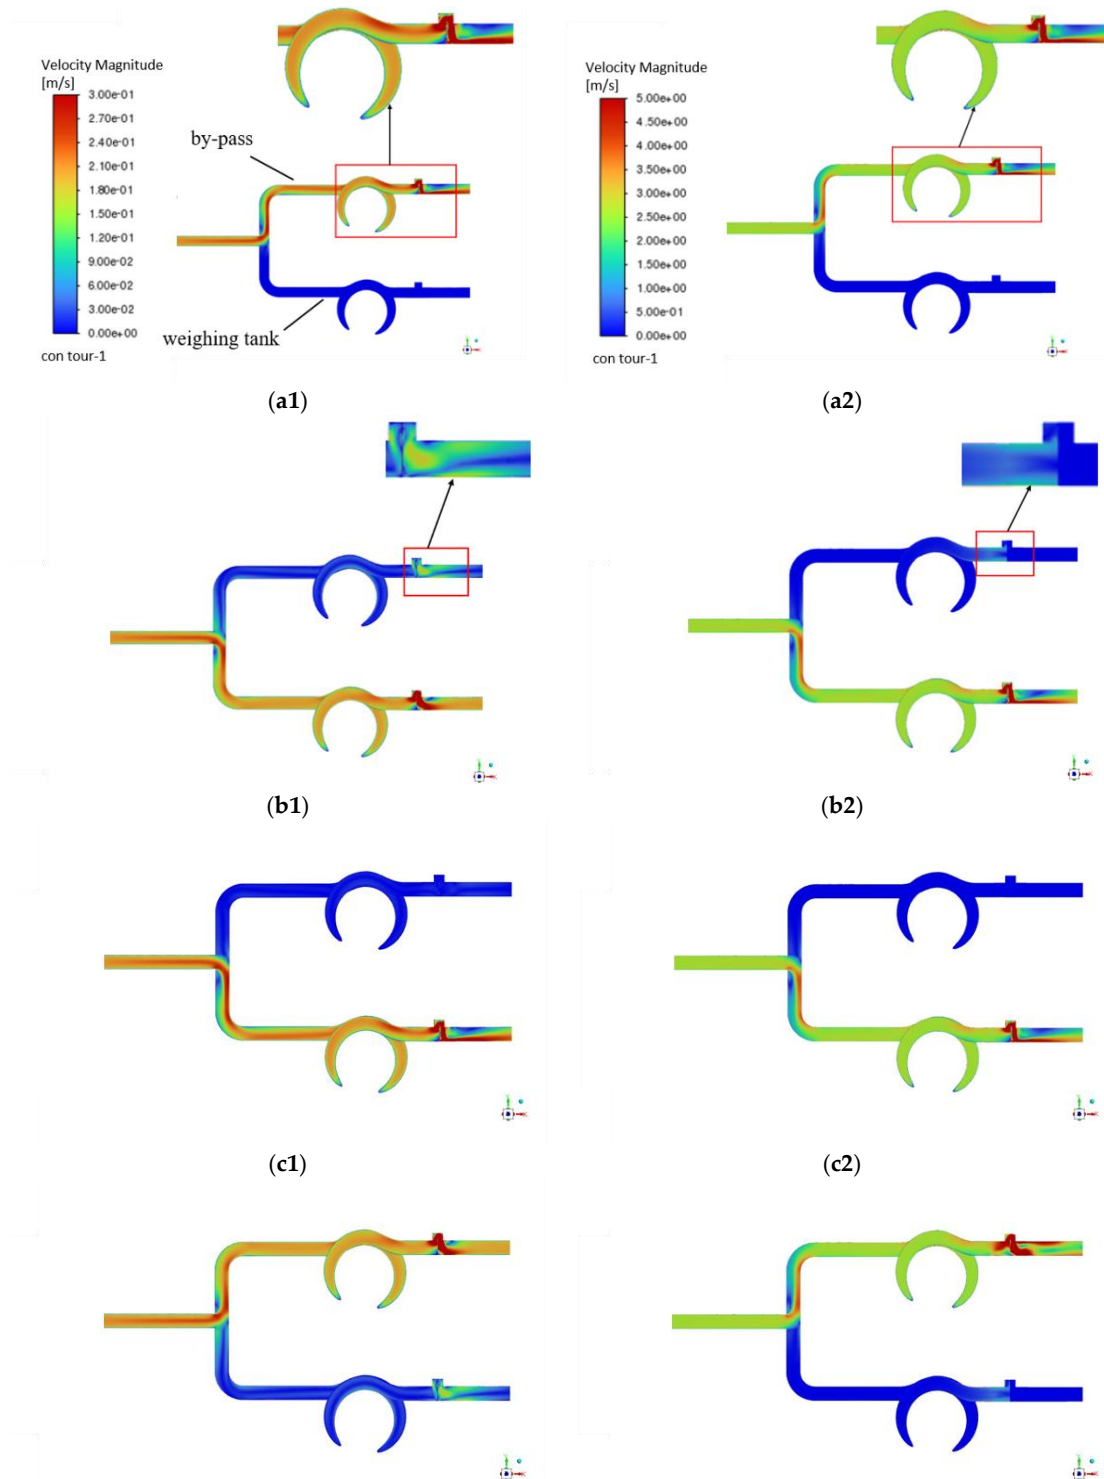 Velocity Magnitude
[m/s]
3.00e-01
2.70e-01
2.40e-01
2.10e-01
1.80e-01
1.50e-01
1.20e-01
9.00e-02
6.00e-02
3.00e-02
0.00e+00
con tour-1
by-pass
weighing tank
(a1)
Velocity Magnitude
[m/s]
5.00e+00
4.50e+00
4.00e+00
3.50e+00
3.00e+00
2.50e+00
2.00e+00
1.50e+00
1.00e+00
5.00e-01
0.00e+00
con tour-1
(a2)
(b1)
(b2)
(c1)
(c2)